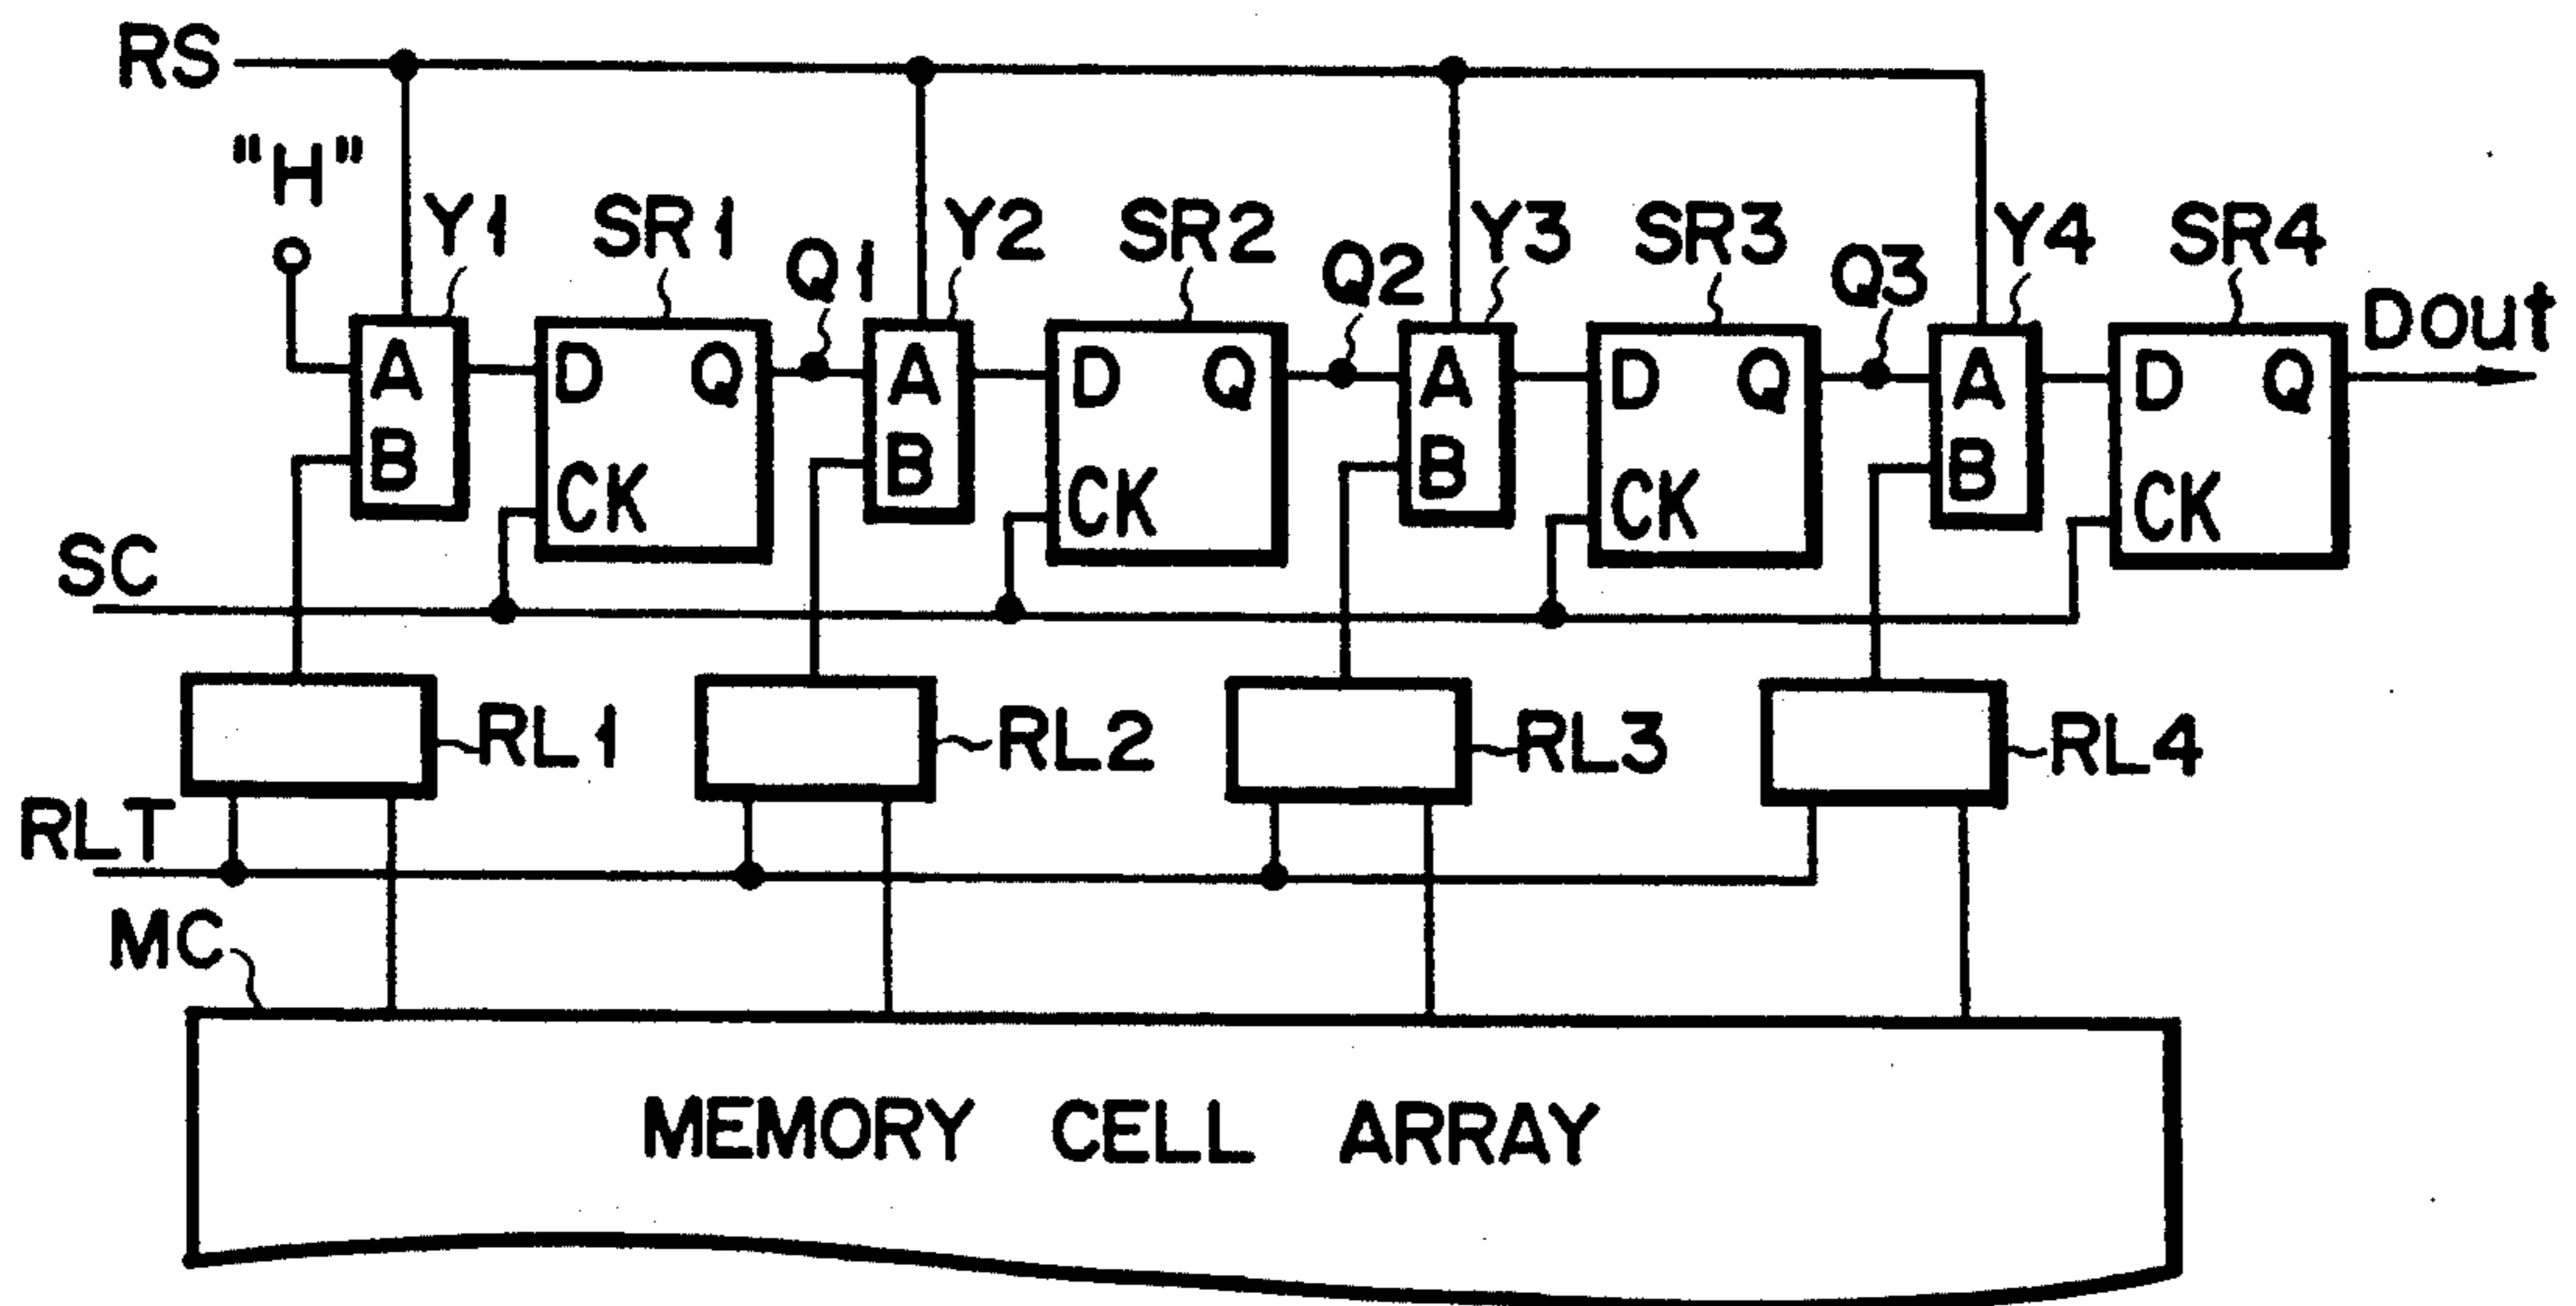 RS
"H"
Y1 SR1 Q1 Y2 SR2 Q2 Y3 SR3 Q3 Y4 SR4
Dout
A D Q A D Q A D Q A D Q
B CK B CK B CK B CK
SC
RL1 RL2 RL3 RL4
RLT
MC
MEMORY CELL ARRAY